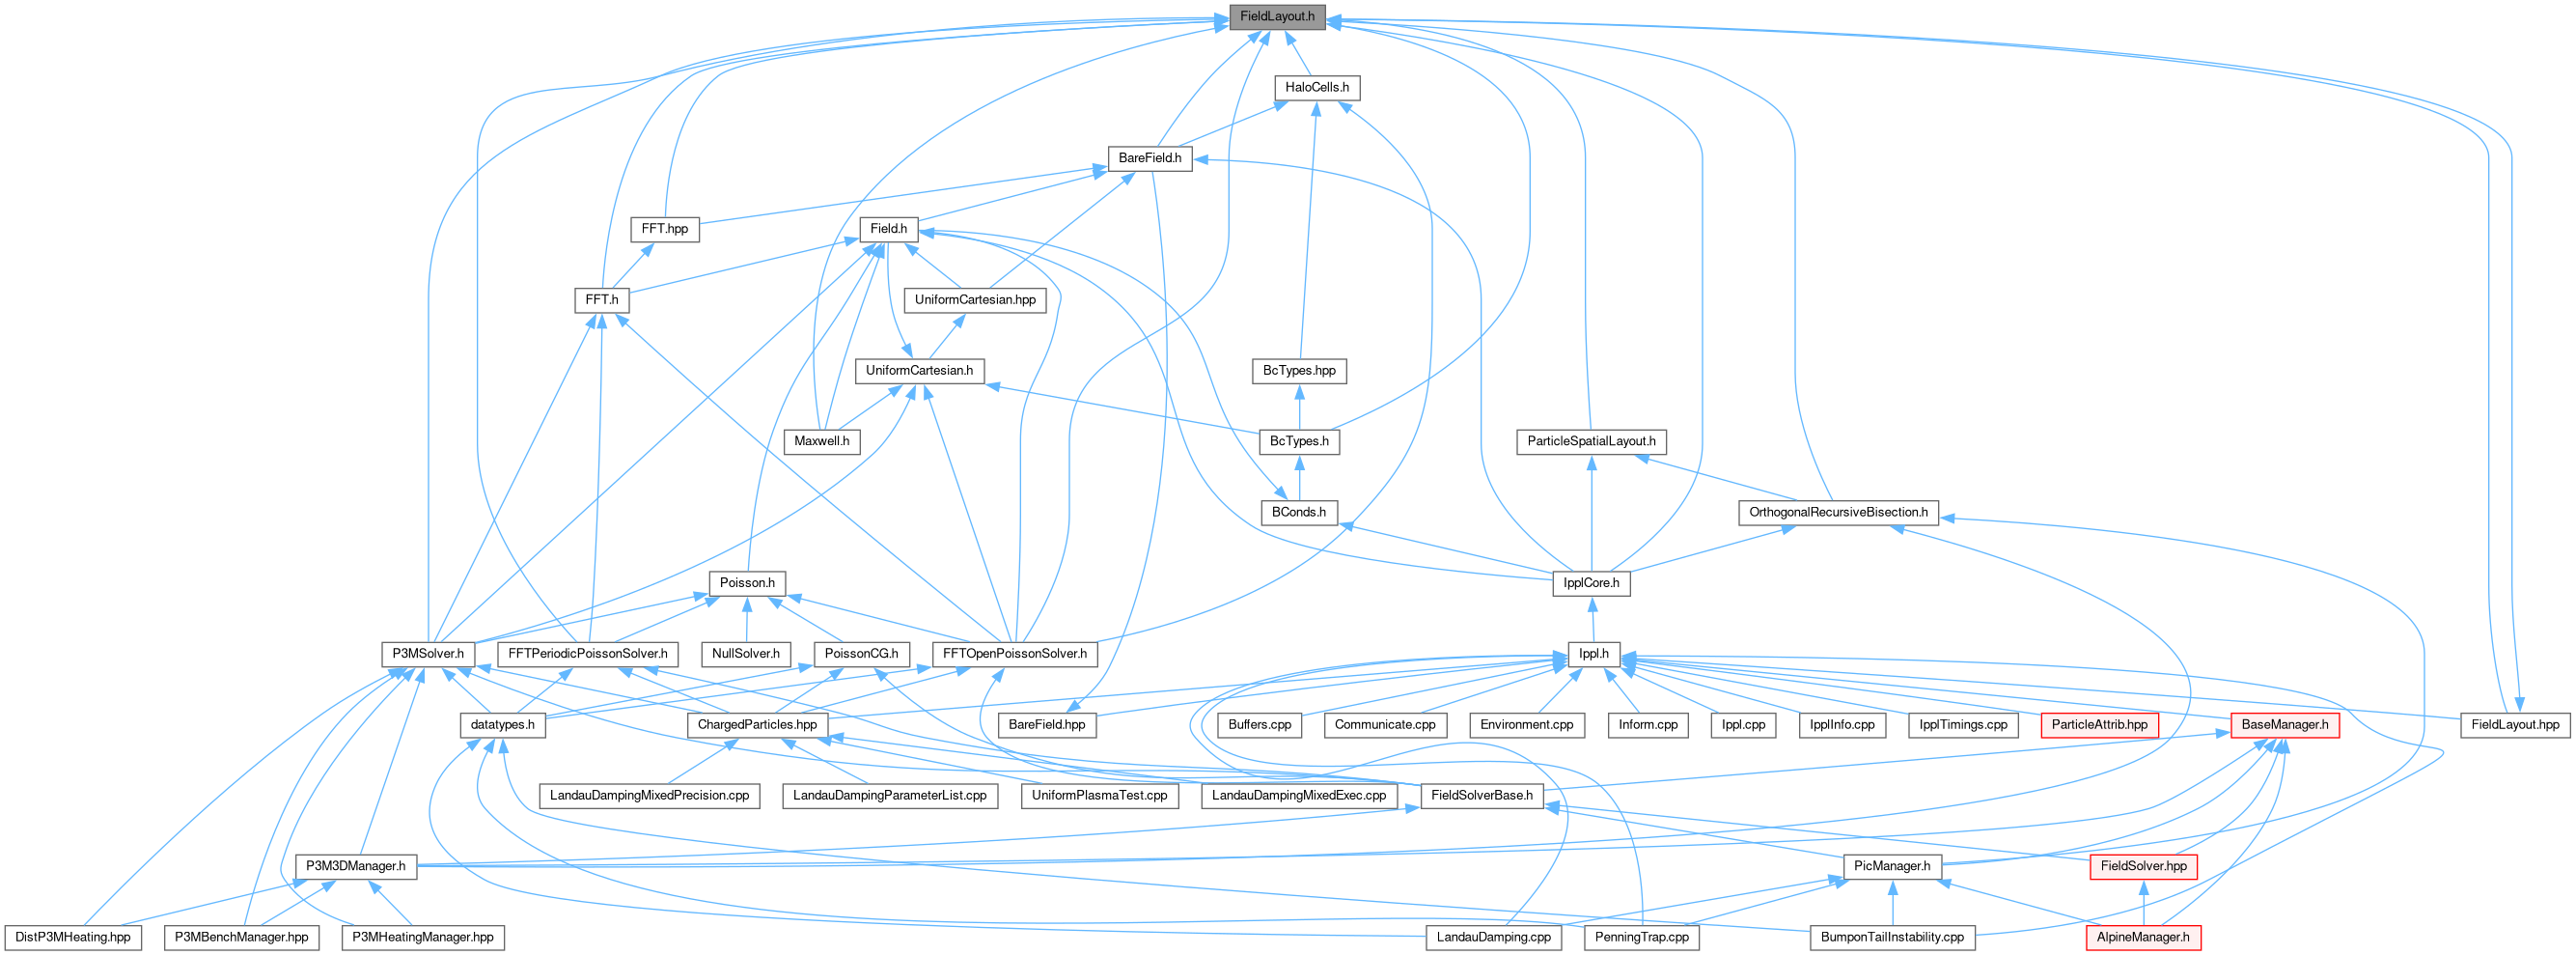 FieldLayout.h
HaloCells.h
BareField.h
FFT.hpp
Field.h
FFT.h
UniformCartesian.hpp
UniformCartesian.h
BcTypes.hpp
Maxwell.h
BcTypes.h
ParticleSpatialLayout.h
BConds.h
OrthogonalRecursiveBisection.h
Poisson.h
IpplCore.h
P3MSolver.h
FFTPeriodicPoissonSolver.h
NullSolver.h
PoissonCG.h
FFTOpenPoissonSolver.h
Ippl.h
datatypes.h
ChargedParticles.hpp
BareField.hpp
Buffers.cpp
Communicate.cpp
Environment.cpp
Inform.cpp
Ippl.cpp
IpplInfo.cpp
IpplTimings.cpp
ParticleAttrib.hpp
BaseManager.h
FieldLayout.hpp
LandauDampingMixedPrecision.cpp
LandauDampingParameterList.cpp
UniformPlasmaTest.cpp
LandauDampingMixedExec.cpp
FieldSolverBase.h
P3M3DManager.h
PicManager.h
FieldSolver.hpp
DistP3MHeating.hpp
P3MBenchManager.hpp
P3MHeatingManager.hpp
LandauDamping.cpp
PenningTrap.cpp
BumponTailInstability.cpp
AlpineManager.h